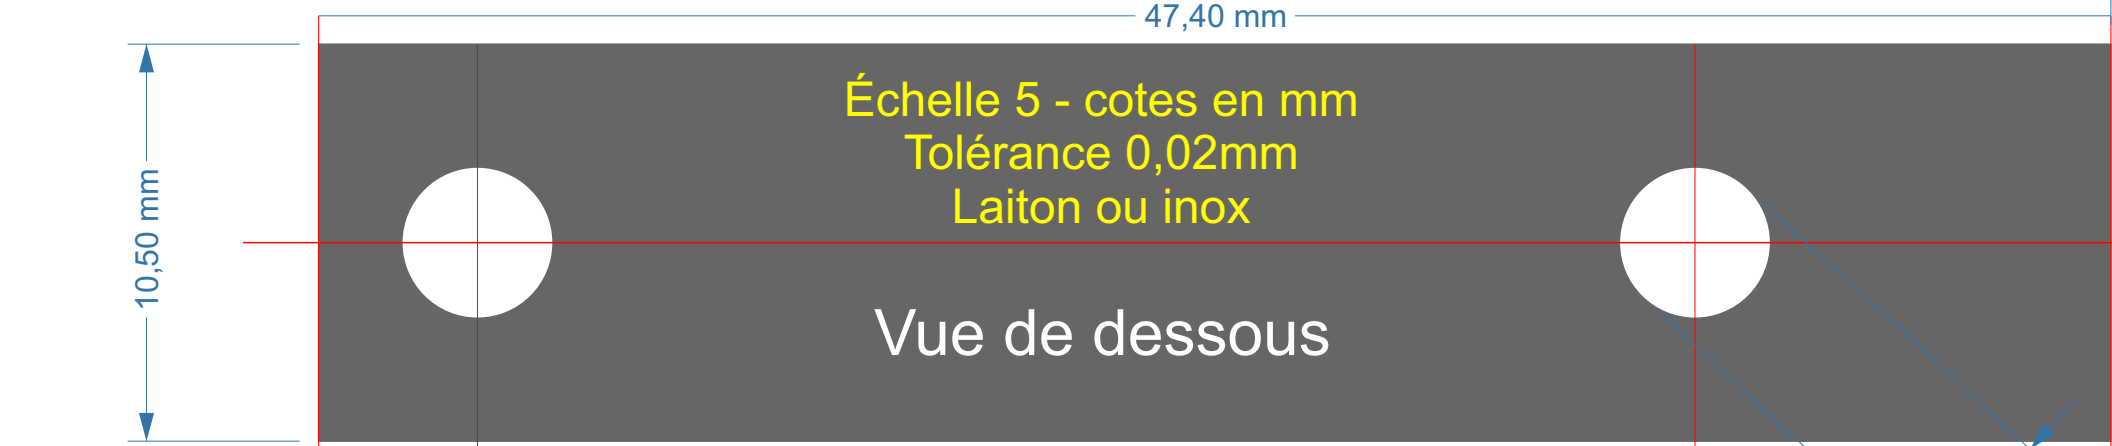 47,40 mm
Échelle 5 - cotes en mm
Tolérance 0,02mm
Laiton ou inox
10,50 mm
Vue de dessous